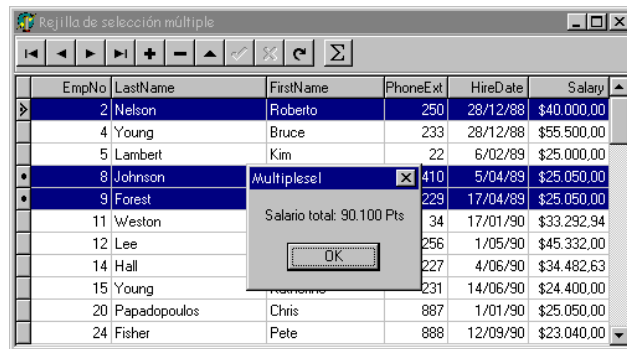 Rejilla de selección múltiple
EmpNo LastName FirstName PhoneExt HireDate Salary
2 Nelson Roberto 250 28/12/88 $40.000,00
4 Young Bruce 233 28/12/88 $55.500,00
5 Lambert Kim 22 6/02/89 $25.000,00
8 Johnson 410 5/04/89 $25.050,00
9 Forest 229 17/04/89 $25.050,00
11 Weston 34 17/01/90 $33.292,94
12 Lee 256 1/05/90 $45.332,00
14 Hall 227 4/06/90 $34.482,63
15 Young 231 14/06/90 $24.400,00
20 Papadopoulos Chris 887 1/01/90 $25.050,00
24 Fisher Pete 888 12/09/90 $23.040,00
Multiplesel
Salario total: 90.100 Pts
OK